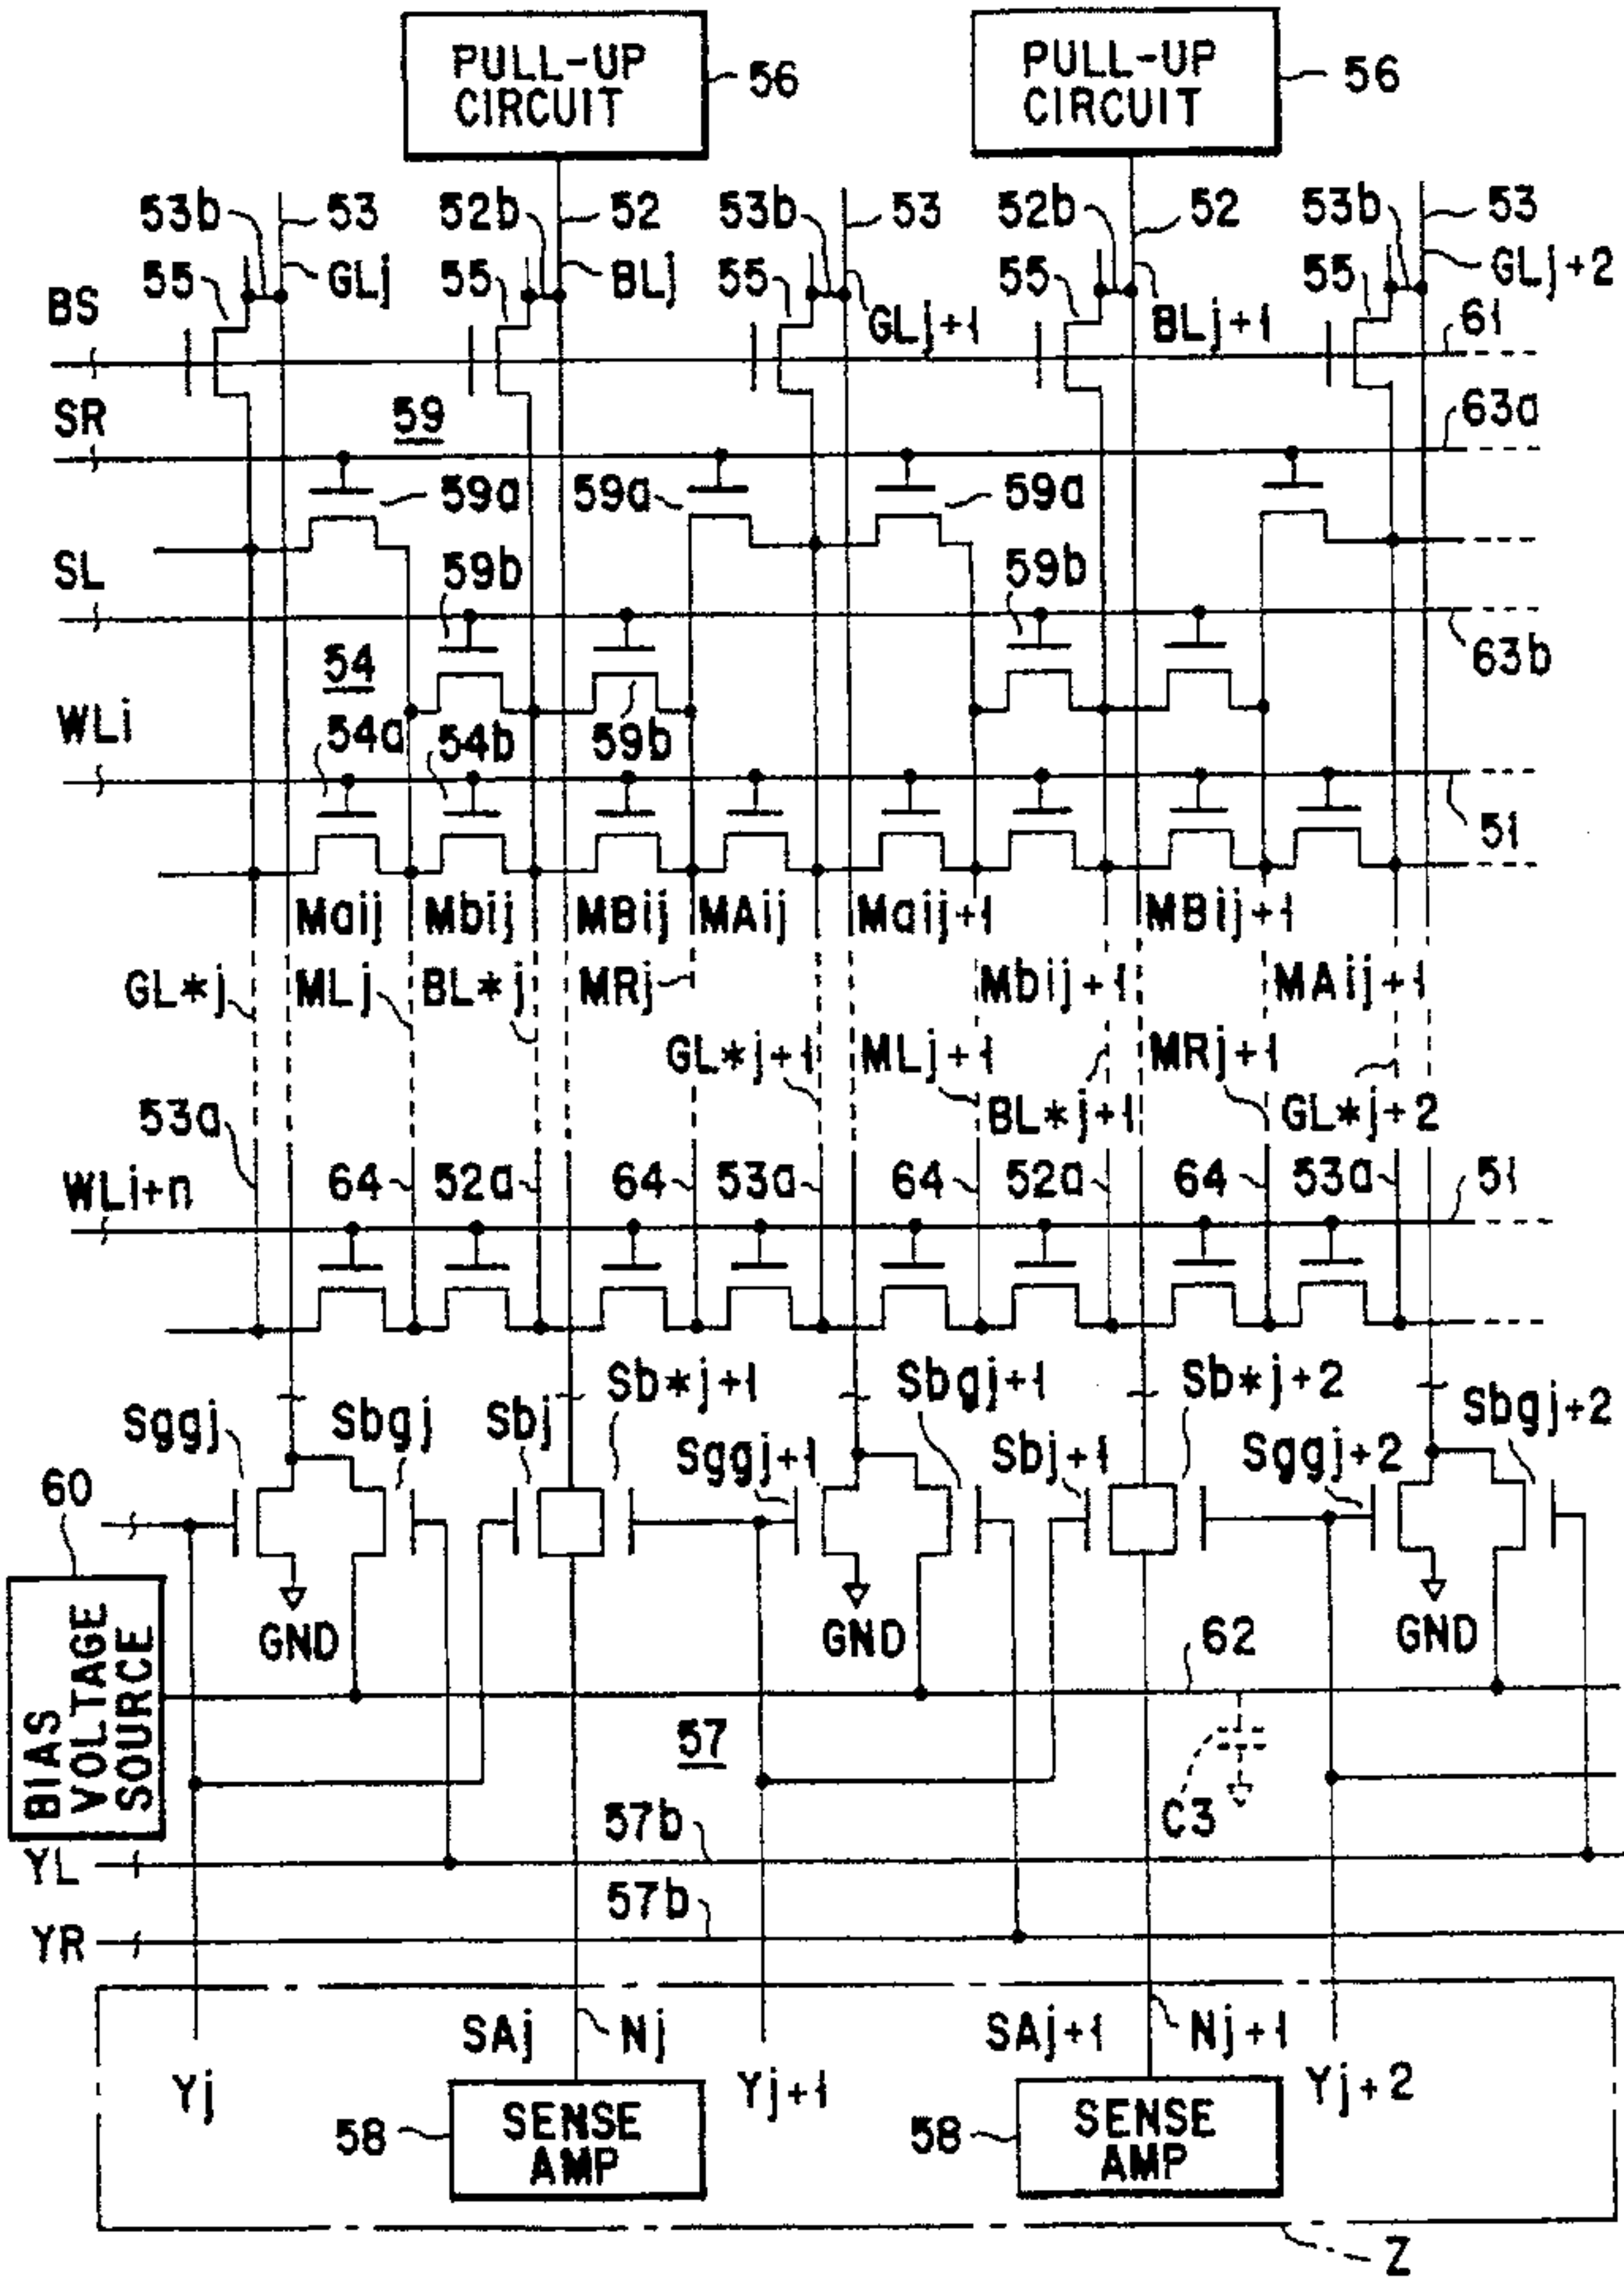 PULL-UP CIRCUIT
56
PULL-UP CIRCUIT
56
53b 53 52b 52 53b 53 52b 52 53b 53
55 GLj 55 BLj 55 GLj+1 55 BLj+1 55 GLj+2
BS
61
SR
59
63a
59a 59a 59a
SL
59b 59b
63b
54
59b
WLi
54a 54b
51
Maij Mbij MBij MAij Maij+1 MBij+1
GL*j MLj BL*j MRj Mbij+1 MAij+1
GL*j+1 MLj+1 MRj+1
53a BL*j+1 GL*j+2
WLi+n
64 52a 64 53a 64 52a 64 53a 51
Sggj Sbgj Sbj Sb*j+1 Sggj+1 Sbgj+1 Sbj+1 Sb*j+2 Sggj+2 Sbgj+2
60
GND GND GND
62
BIAS VOLTAGE SOURCE
57
C3
YL
57b
YR
57b
SAj Nj SAj+1 Nj+1
Yj Yj+1 Yj+2
58 SENSE AMP
58 SENSE AMP
Z